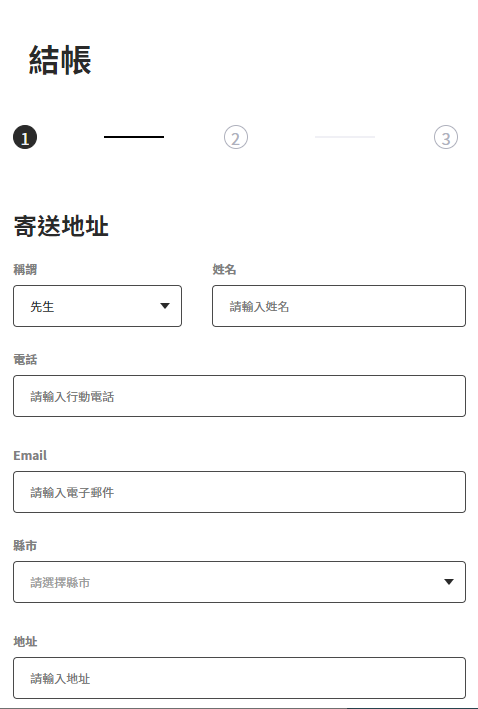 結帳
1 2 3
寄送地址
稱謂 姓名
先生 請輸入姓名
電話
請輸入行動電話
Email
請輸入電子郵件
縣市
請選擇縣市
地址
請輸入地址